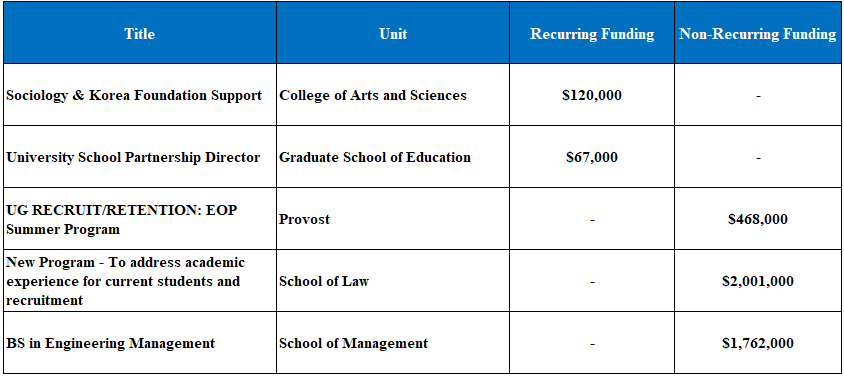 Title Unit Recurring Funding Non-Recurring Funding
Sociology & Korea Foundation Support College of Arts and Sciences $120,000 -
University School Partnership Director Graduate School of Education $67,000 -
UG RECRUIT/RETENTION: EOP
Summer Program Provost - $468,000
New Program - To address academic
experience for current students and School of Law - $2,001,000
recruitment
BS in Engineering Management School of Management - $1,762,000